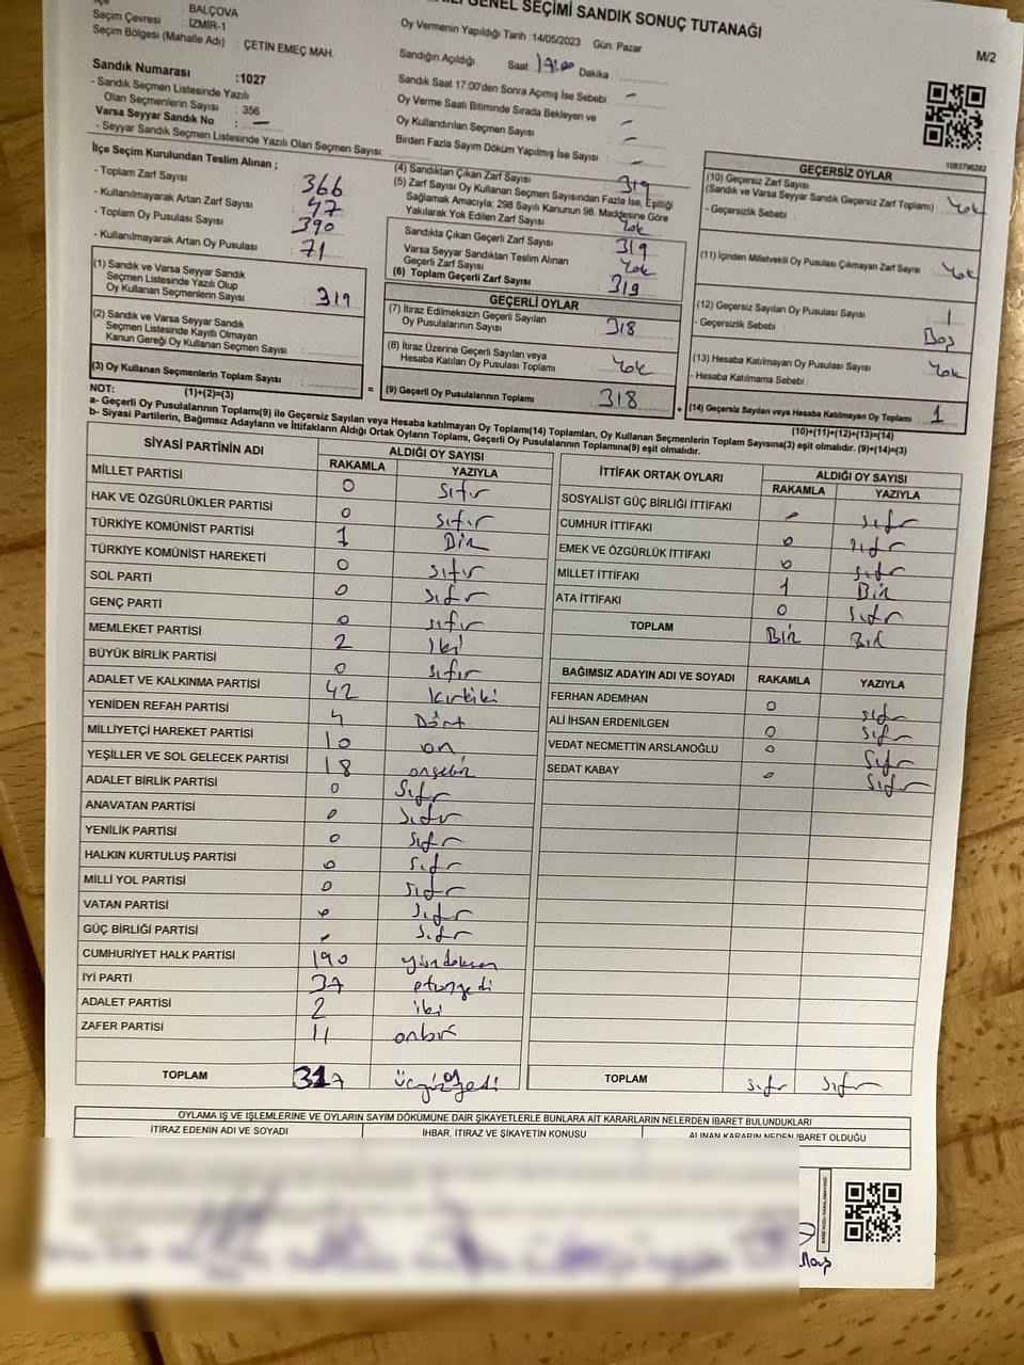 GENEL SEÇİMİ SANDIK SONUÇ TUTANAĞI
M/2
BALÇOVA
Seçim Çevresi İZMİR-1
Seçim Bölgesi (Mahalle Adı) : ÇETİN EMEÇ MAH.
Sandık Numarası :1027
- Sandık Seçmen Listesinde Yazılı
Olan Seçmenlerin Sayısı : 356
Varsa Seyyar Sandık No : —
- Seyyar Sandık Seçmen Listesinde Yazılı Olan Seçmen Sayısı:
Oy Vermenin Yapıldığı Tarih :14/05/2023 Gün: Pazar
Sandığın Açıldığı Saat 17:00 Dakika
Sandık Saat 17:00'den Sonra Açılmış İse Sebebi —
Oy Verme Saati Bitiminde Sırada Bekleyen ve
Oy Kullandırılan Seçmen Sayısı —
Birden Fazla Sayım Döküm Yapılmış İse Sayısı —
İlçe Seçim Kurulundan Teslim Alınan ;
- Toplam Zarf Sayısı 366
- Kullanılmayarak Artan Zarf Sayısı 47
- Toplam Oy Pusulası Sayısı 390
- Kullanılmayarak Artan Oy Pusulası 71
(1) Sandık ve Varsa Seyyar Sandık
Seçmen Listesinde Yazılı Olup
Oy Kullanan Seçmenlerin Sayısı 319
(2) Sandık ve Varsa Seyyar Sandık
Seçmen Listesinde Kayıtlı Olmayan
Kanun Gereği Oy Kullanan Seçmen Sayısı
(3) Oy Kullanan Seçmenlerin Toplam Sayısı
(1)+(2)=(3)
(4) Sandıktan Çıkan Zarf Sayısı 319
(5) Zarf Sayısı Oy Kullanan Seçmen Sayısından Fazla İse, Eşitliği
Sağlamak Amacıyla; 298 Sayılı Kanunun 98. Maddesine Göre
Yakılarak Yok Edilen Zarf Sayısı Yok
Sandıkta Çıkan Geçerli Zarf Sayısı 319
Varsa Seyyar Sandıktan Teslim Alınan
Geçerli Zarf Sayısı Yok
(6) Toplam Geçerli Zarf Sayısı 319
GEÇERLİ OYLAR
(7) İtiraz Edilmeksizin Geçerli Sayılan
Oy Pusulalarının Sayısı 318
(8) İtiraz Üzerine Geçerli Sayılan veya
Hesaba Katılan Oy Pusulası Toplamı Yok
= (9) Geçerli Oy Pusulalarının Toplamı 318
GEÇERSİZ OYLAR
(10) Geçersiz Zarf Sayısı
(Sandık ve Varsa Seyyar Sandık Geçersiz Zarf Toplamı) Yok
- Geçersizlik Sebebi :
(11) İçinden Milletvekili Oy Pusulası Çıkmayan Zarf Sayısı Yok
(12) Geçersiz Sayılan Oy Pusulası Sayısı 1
- Geçersizlik Sebebi : Boş
(13) Hesaba Katılmayan Oy Pusulası Sayısı Yok
- Hesaba Katılmama Sebebi :
+ (14) Geçersiz Sayılan veya Hesaba Katılmayan Oy Toplamı 1
(10)+(11)+(12)+(13)=(14)
NOT:
a- Geçerli Oy Pusulalarının Toplamı(9) ile Geçersiz Sayılan veya Hesaba katılmayan Oy Toplamı(14) Toplamları, Oy Kullanan Seçmenlerin Toplam Sayısına(3) eşit olmalıdır. (9)+(14)=(3)
b- Siyasi Partilerin, Bağımsız Adayların ve İttifakların Aldığı Ortak Oyların Toplamı, Geçerli Oy Pusulalarının Toplamına(9) eşit olmalıdır.
SİYASİ PARTİNİN ADI ALDIĞI OY SAYISI
RAKAMLA YAZIYLA
MİLLET PARTİSİ 0 sıfır
HAK VE ÖZGÜRLÜKLER PARTİSİ 0 sıfır
TÜRKİYE KOMÜNİST PARTİSİ 1 Bir
TÜRKİYE KOMÜNİST HAREKETİ 0 sıfır
SOL PARTİ 0 sıfır
GENÇ PARTİ 0 sıfır
MEMLEKET PARTİSİ 2 iki
BÜYÜK BİRLİK PARTİSİ 0 sıfır
ADALET VE KALKINMA PARTİSİ 42 kırkiki
YENİDEN REFAH PARTİSİ 4 Dört
MİLLİYETÇİ HAREKET PARTİSİ 10 on
YEŞİLLER VE SOL GELECEK PARTİSİ 18 onsekiz
ADALET BİRLİK PARTİSİ 0 Sıfır
ANAVATAN PARTİSİ 0 sıfır
YENİLİK PARTİSİ 0 sıfır
HALKIN KURTULUŞ PARTİSİ 0 sıfır
MİLLİ YOL PARTİSİ 0 sıfır
VATAN PARTİSİ 0 sıfır
GÜÇ BİRLİĞİ PARTİSİ sıfır
CUMHURİYET HALK PARTİSİ 190 yüzdoksan
İYİ PARTİ 37 otuzyedi
ADALET PARTİSİ 2 iki
ZAFER PARTİSİ 11 onbir
TOPLAM 317 üçyüzonyedi
İTTİFAK ORTAK OYLARI ALDIĞI OY SAYISI
RAKAMLA YAZIYLA
SOSYALİST GÜÇ BİRLİĞİ İTTİFAKI sıfır
CUMHUR İTTİFAKI 0 sıfır
EMEK VE ÖZGÜRLÜK İTTİFAKI 0 sıfır
MİLLET İTTİFAKI 1 Bir
ATA İTTİFAKI 0 sıfır
TOPLAM Bir Bir
BAĞIMSIZ ADAYIN ADI VE SOYADI RAKAMLA YAZIYLA
FERHAN ADEMHAN 0 sıfır
ALİ İHSAN ERDENİLGEN 0 sıfır
VEDAT NECMETTİN ARSLANOĞLU 0 sıfır
SEDAT KABAY 0 sıfır
TOPLAM sıfır sıfır
OYLAMA İŞ VE İŞLEMLERİNE VE OYLARIN SAYIM DÖKÜMÜNE DAİR ŞİKAYETLERLE BUNLARA AİT KARARLARIN NELERDEN İBARET BULUNDUKLARI
İTİRAZ EDENİN ADI VE SOYADI İHBAR, İTİRAZ VE ŞİKAYETİN KONUSU ALINAN KARARIN NEDEN İBARET OLDUĞU